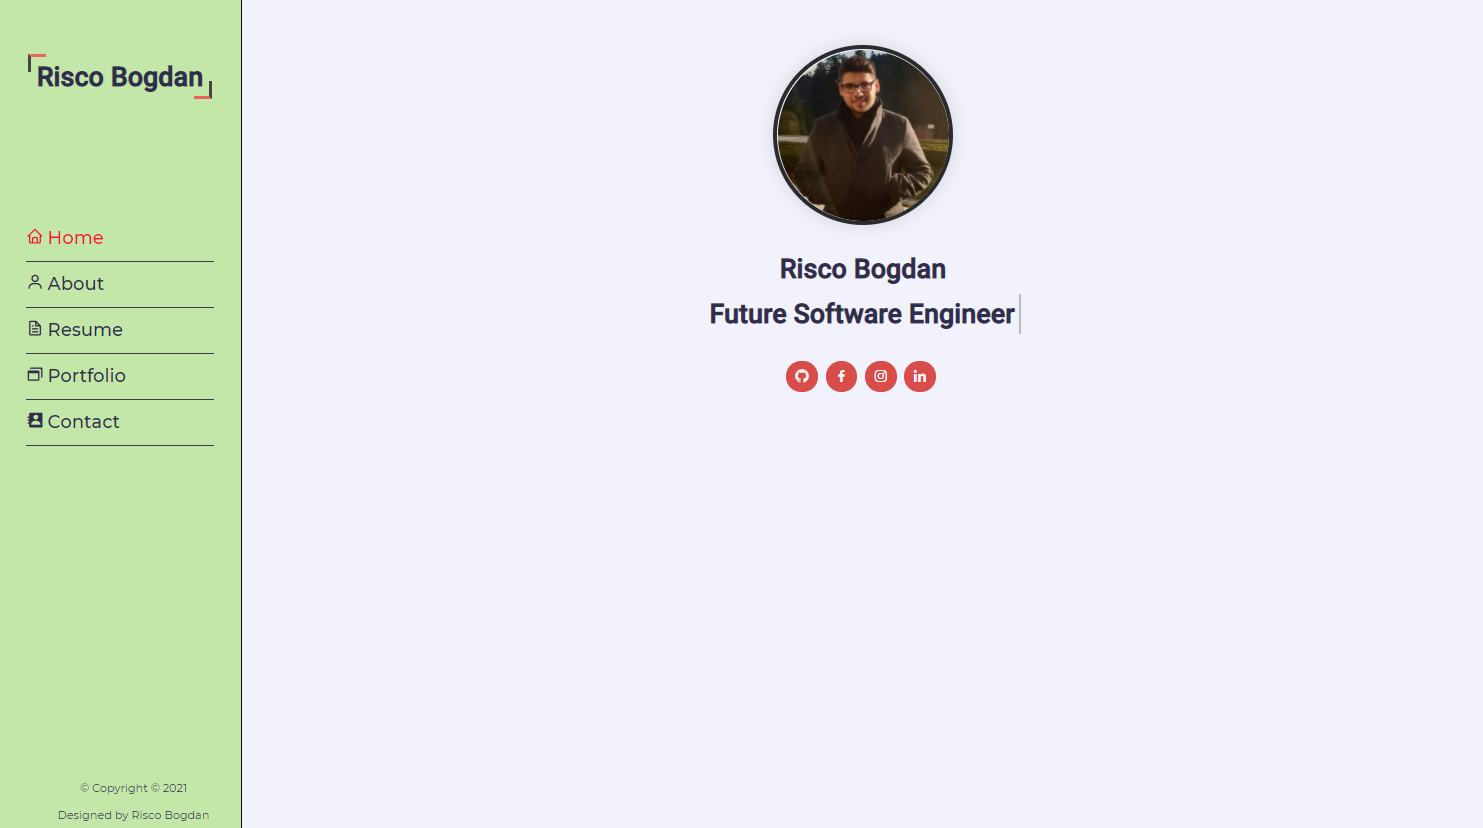 Risco Bogdan
Home
About
Resume
Portfolio
Contact
© Copyright © 2021
Designed by Risco Bogdan
Risco Bogdan
Future Software Engineer